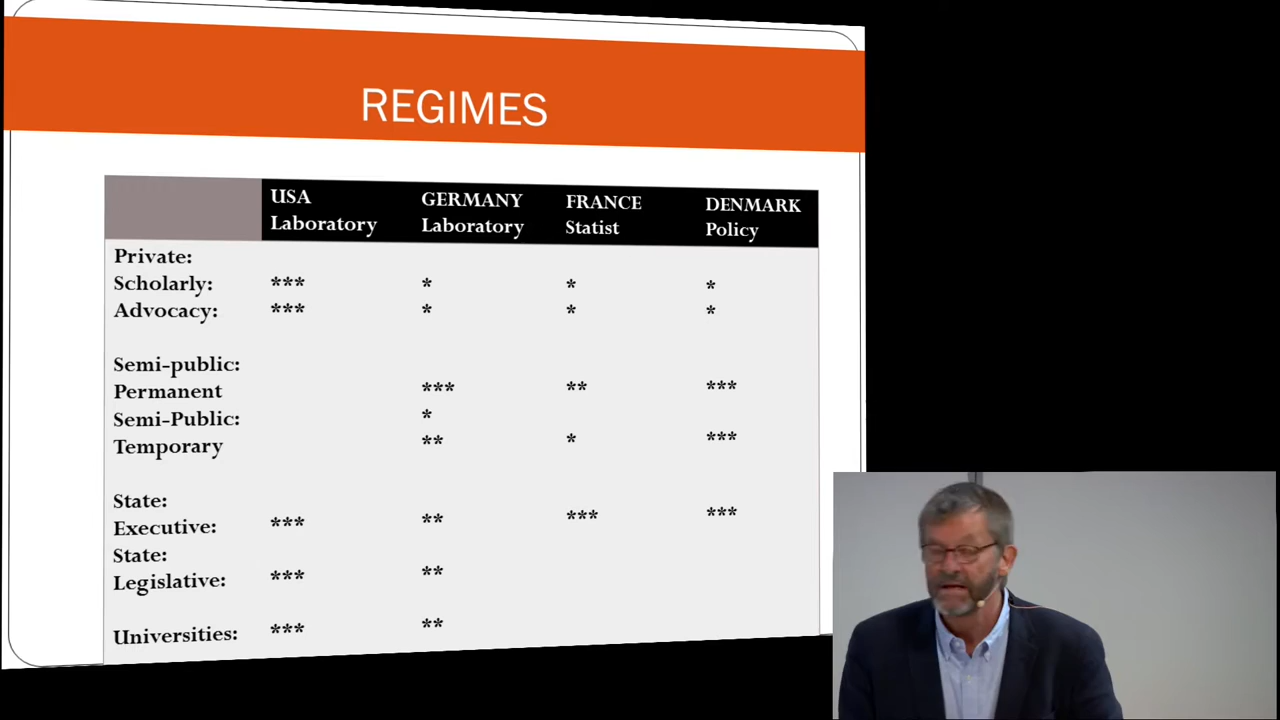 REGIMES
USA GERMANY FRANCE DENMARK
Laboratory Laboratory Statist Policy
Private:
Scholarly: *** * * *
Advocacy: *** * * *
Semi-public:
Permanent *** ** ***
Semi-Public: *
Temporary ** * ***
State:
Executive: *** ** *** ***
State:
Legislative: *** **
Universities: *** **